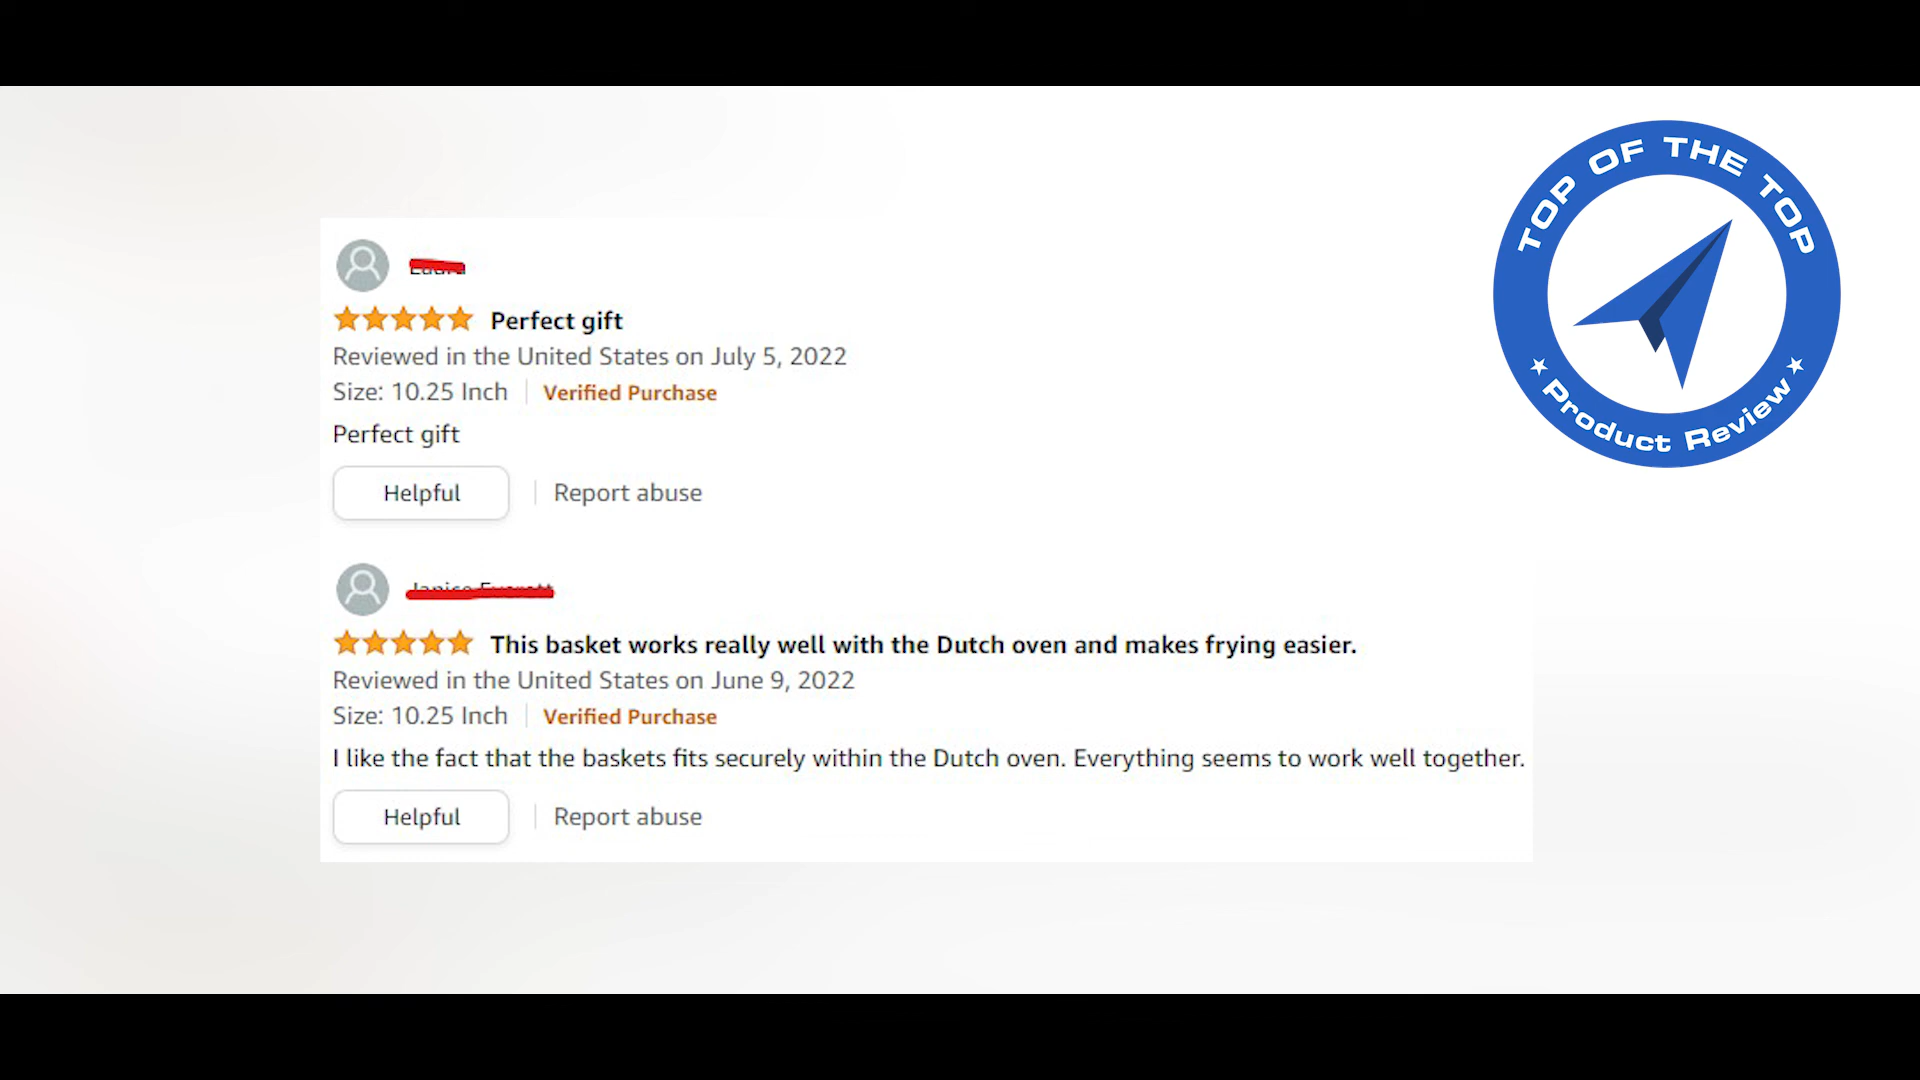 TOP OF THE TOP
Product Review
Perfect gift
Reviewed in the United States on July 5, 2022
Size: 10.25 Inch
Verified Purchase
Perfect gift
Helpful
Report abuse
This basket works really well with the Dutch oven and makes frying easier.
Reviewed in the United States on June 9, 2022
Size: 10.25 Inch
Verified Purchase
I like the fact that the baskets fits securely within the Dutch oven. Everything seems to work well together.
Helpful
Report abuse